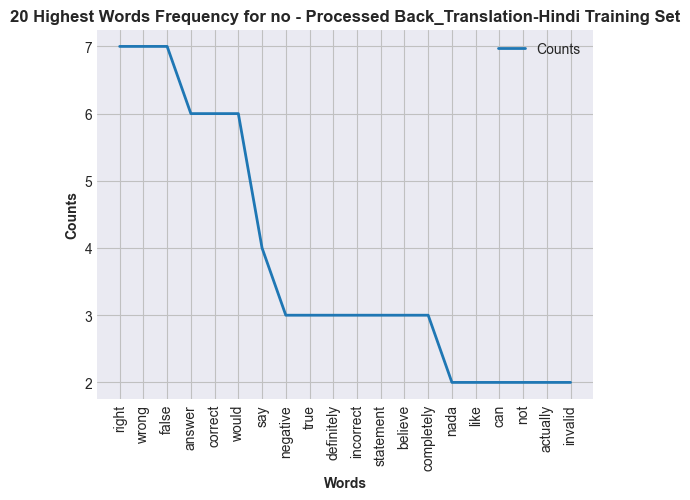 20 Highest Words Frequency for no - Processed Back_Translation-Hindi Training Set
Counts
7
6
5
4
3
2
Counts
right
wrong
false
answer
correct
would
say
negative
true
definitely
incorrect
statement
believe
completely
nada
like
can
not
actually
invalid
Words